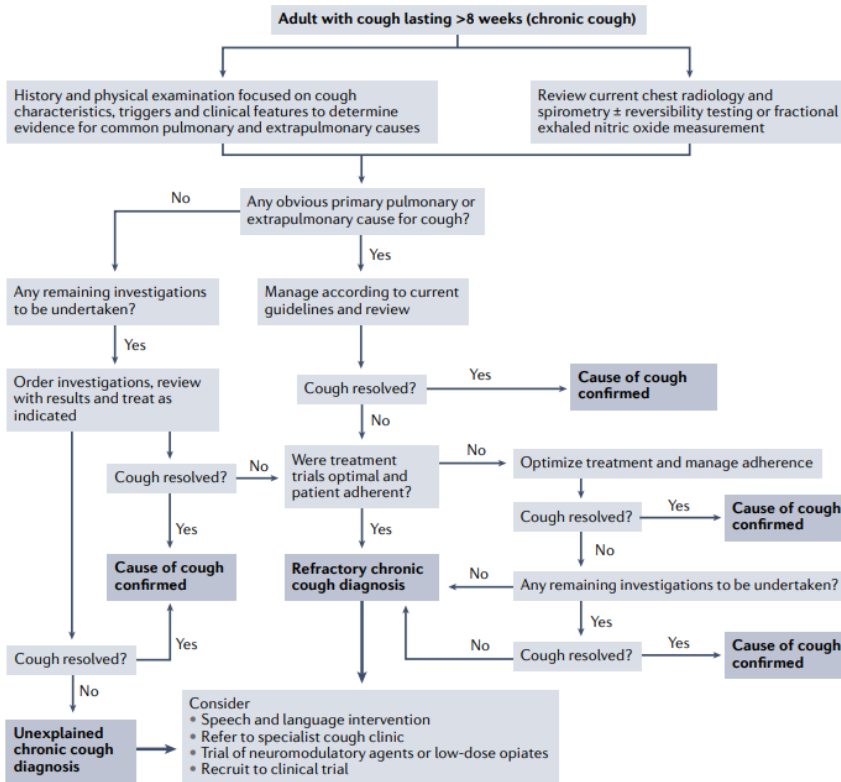 Adult with cough lasting >8 weeks (chronic cough)
History and physical examination focused on cough
characteristics, triggers and clinical features to determine
evidence for common pulmonary and extrapulmonary causes
Review current chest radiology and
spirometry ± reversibility testing or fractional
exhaled nitric oxide measurement
No
Any obvious primary pulmonary or
extrapulmonary cause for cough?
Yes
Any remaining investigations
to be undertaken?
Manage according to current
guidelines and review
Yes
Order investigations, review
with results and treat as
indicated
Cough resolved?
Yes
Cause of cough
confirmed
No
Cough resolved?
No
Were treatment
trials optimal and
patient adherent?
No
Optimize treatment and manage adherence
Yes
Cough resolved?
Yes
Cause of cough
confirmed
No
Yes
Cause of cough
confirmed
Refractory chronic
cough diagnosis
No
Any remaining investigations to be undertaken?
Yes
Cough resolved?
Yes
No
Cough resolved?
Yes
Cause of cough
confirmed
No
Unexplained
chronic cough
diagnosis
Consider
• Speech and language intervention
• Refer to specialist cough clinic
• Trial of neuromodulatory agents or low-dose opiates
• Recruit to clinical trial